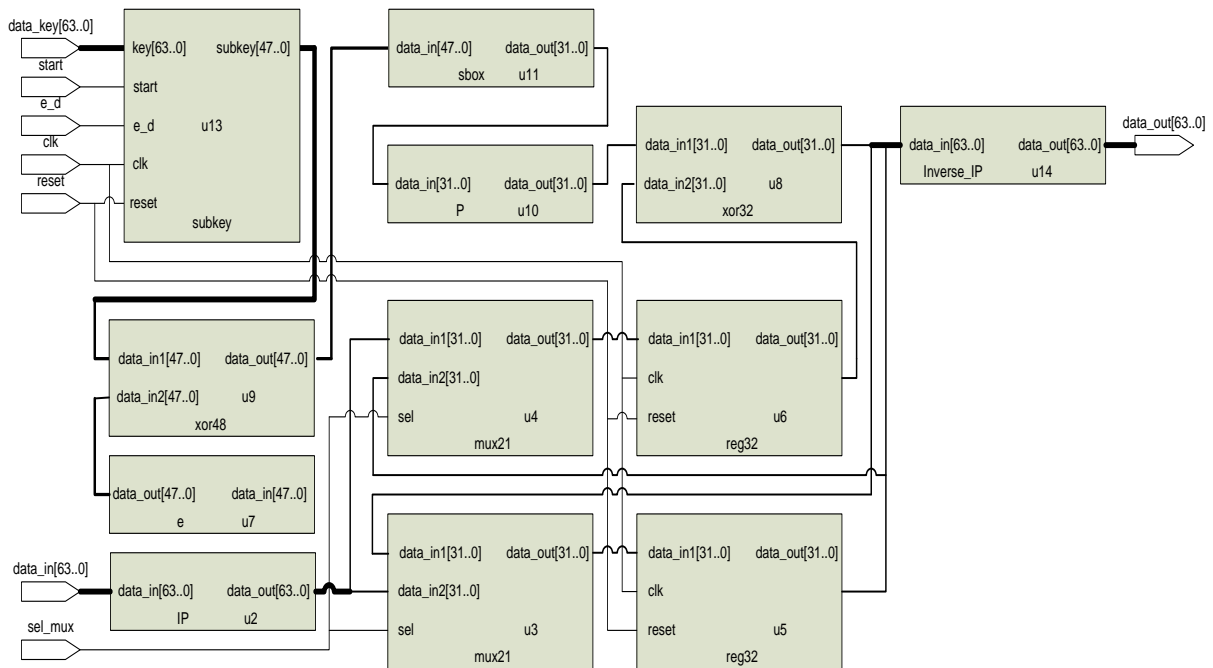 data_key[63..0]
start
e_d
clk
reset
key[63..0] subkey[47..0]
start
e_d u13
clk
reset
subkey
data_in[47..0] data_out[31..0]
sbox u11
data_in[31..0] data_out[31..0]
P u10
data_in1[31..0] data_out[31..0]
data_in2[31..0] u8
xor32
data_in[63..0] data_out[63..0]
Inverse_IP u14
data_out[63..0]
data_in1[47..0] data_out[47..0]
data_in2[47..0] u9
xor48
data_in1[31..0] data_out[31..0]
data_in2[31..0]
sel u4
mux21
data_in1[31..0] data_out[31..0]
clk
reset u6
reg32
data_out[47..0] data_in[47..0]
e u7
data_in[63..0]
data_in[63..0] data_out[63..0]
IP u2
sel_mux
data_in1[31..0] data_out[31..0]
data_in2[31..0]
sel u3
mux21
data_in1[31..0] data_out[31..0]
clk
reset u5
reg32